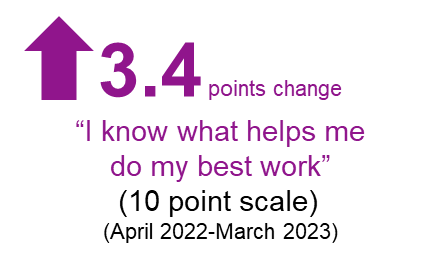 3.4 points change
“I know what helps me
do my best work”
(10 point scale)
(April 2022-March 2023)